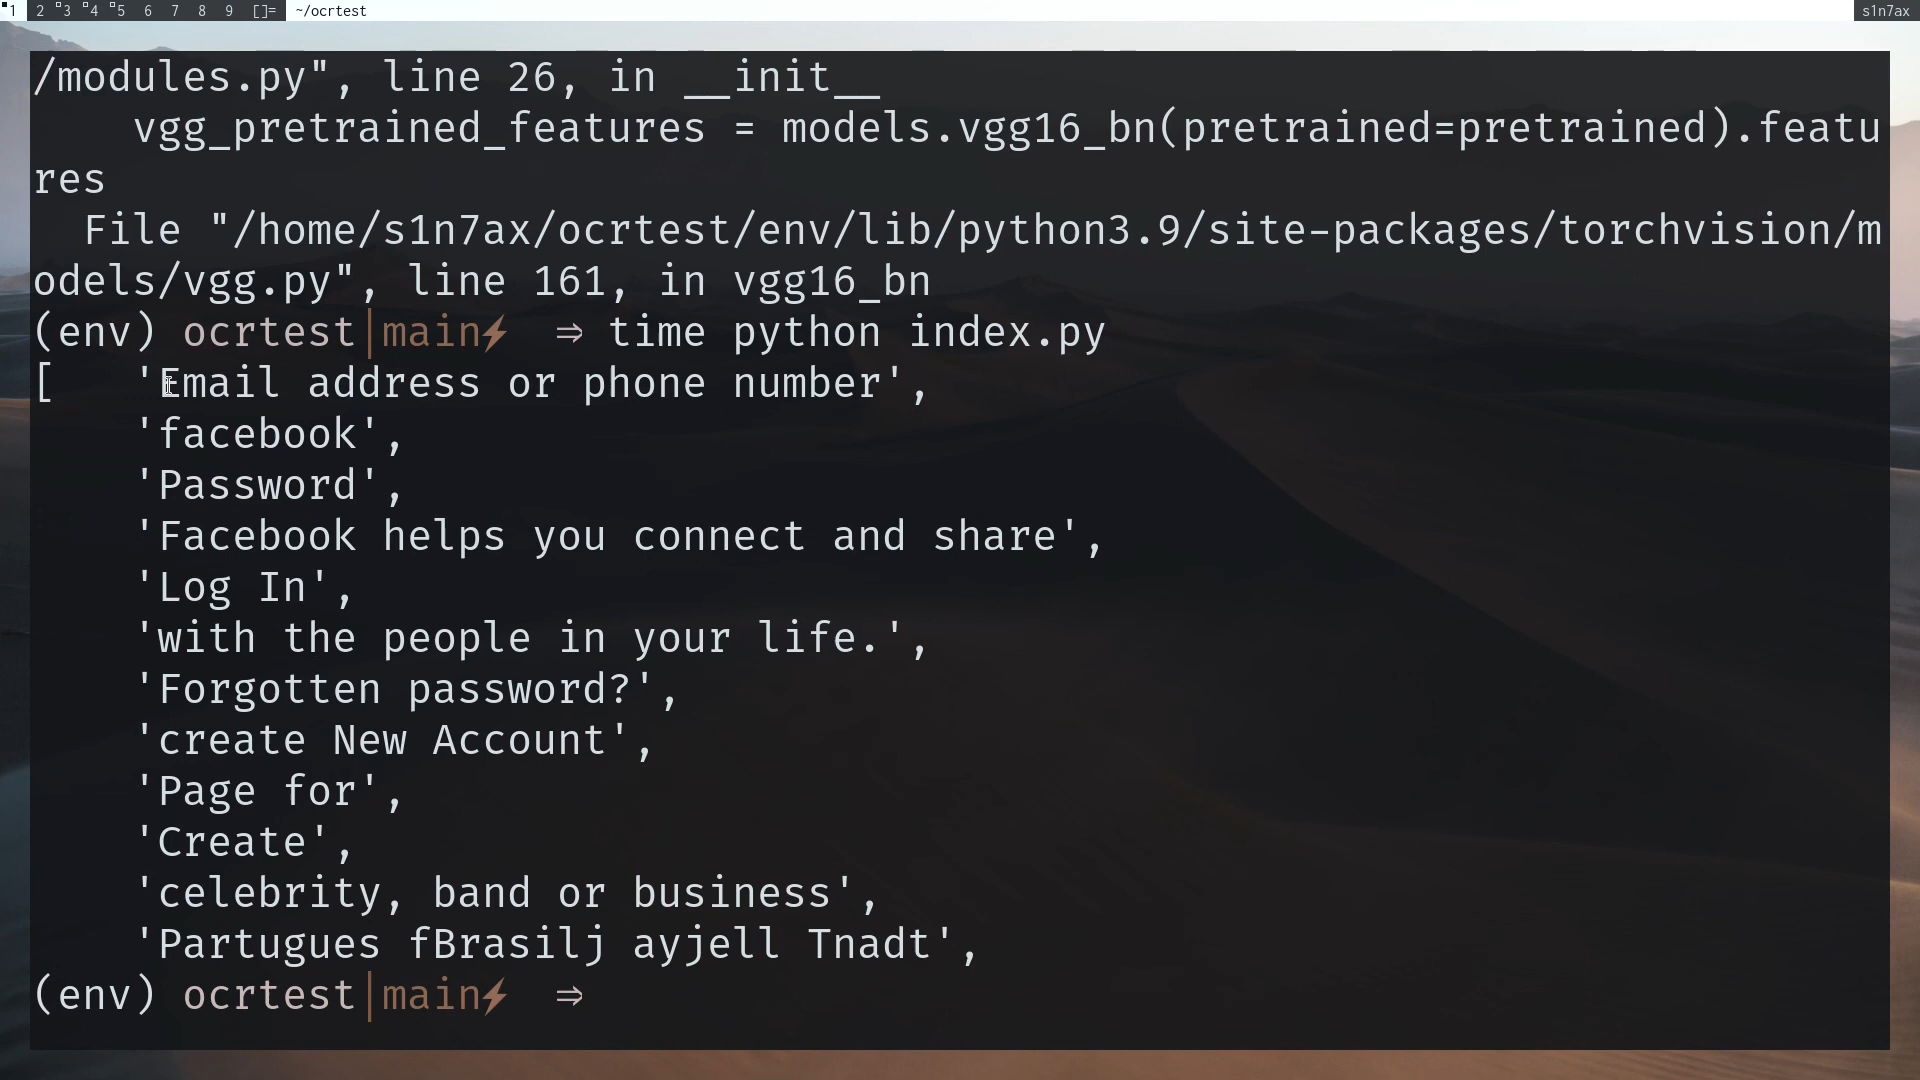 1 2 3 4 5 6 7 8 9 []= ~/ocrtest s1n7ax
/modules.py", line 26, in __init__
    vgg_pretrained_features = models.vgg16_bn(pretrained=pretrained).featu
res
  File "/home/s1n7ax/ocrtest/env/lib/python3.9/site-packages/torchvision/m
odels/vgg.py", line 161, in vgg16_bn
(env) ocrtest|main⚡  ⇒ time python index.py
[   'Email address or phone number',
    'facebook',
    'Password',
    'Facebook helps you connect and share',
    'Log In',
    'with the people in your life.',
    'Forgotten password?',
    'create New Account',
    'Page for',
    'Create',
    'celebrity, band or business',
    'Partugues fBrasilj ayjell Tnadt',
(env) ocrtest|main⚡  ⇒